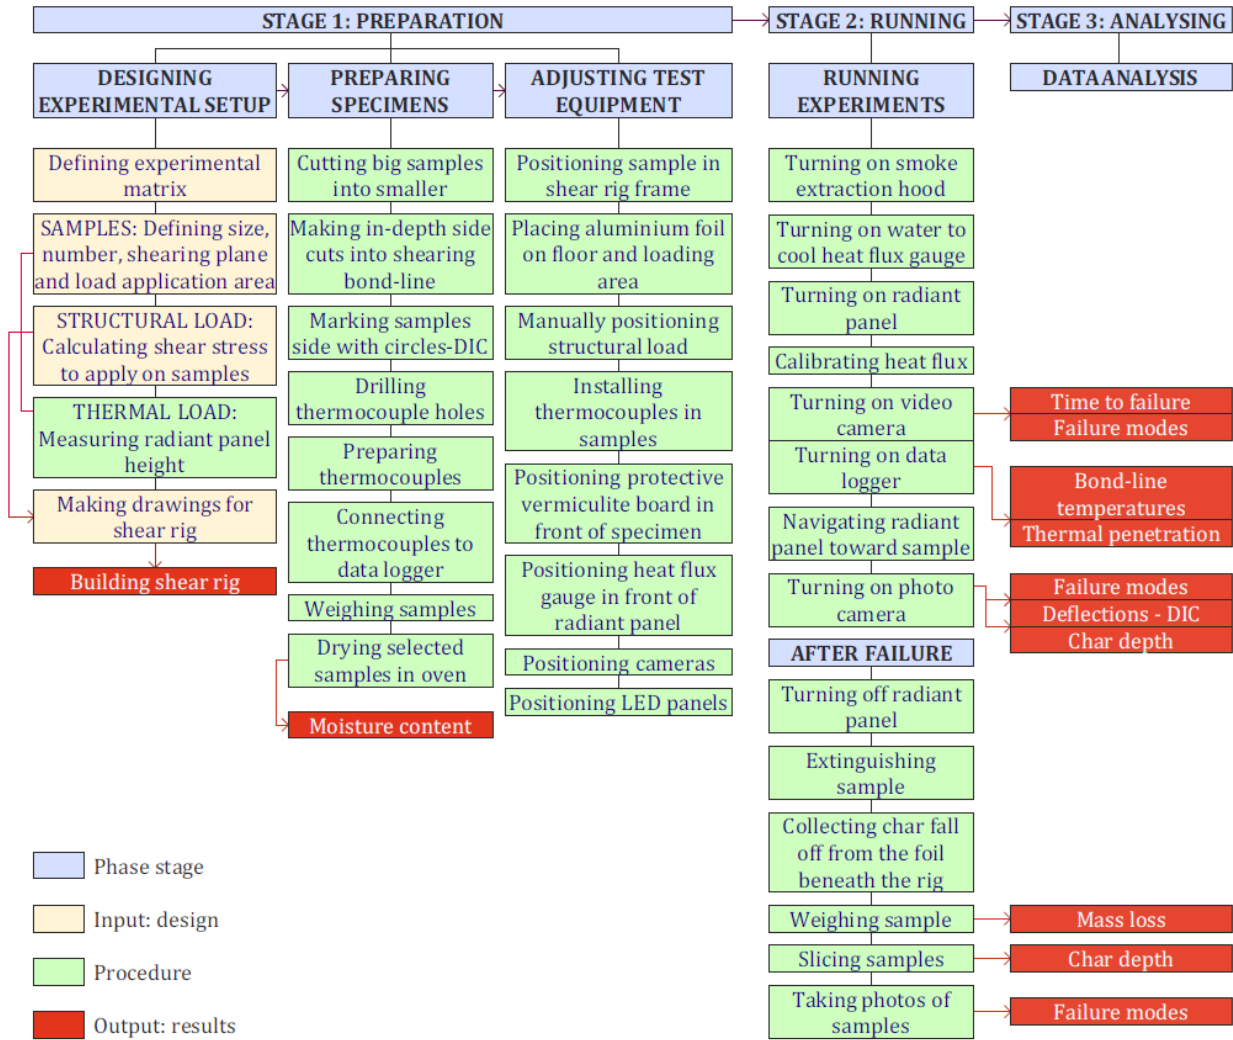 STAGE 1: PREPARATION
STAGE 2: RUNNING
STAGE 3: ANALYSING
DESIGNING
EXPERIMENTAL SETUP
Defining experimental
matrix
SAMPLES: Defining size,
number, shearing plane
and load application area
STRUCTURAL LOAD:
Calculating shear stress
to apply on samples
THERMAL LOAD:
Measuring radiant panel
height
Making drawings for
shear rig
Building shear rig
PREPARING
SPECIMENS
Cutting big samples
into smaller
Making in-depth side
cuts into shearing
bond-line
Marking samples
side with circles-DIC
Drilling
thermocouple holes
Preparing
thermocouples
Connecting
thermocouples to
data logger
Weighing samples
Drying selected
samples in oven
Moisture content
ADJUSTING TEST
EQUIPMENT
Positioning sample in
shear rig frame
Placing aluminium foil
on floor and loading
area
Manually positioning
structural load
Installing
thermocouples in
samples
Positioning protective
vermiculite board in
front of specimen
Positioning heat flux
gauge in front of
radiant panel
Positioning cameras
Positioning LED panels
RUNNING
EXPERIMENTS
Turning on smoke
extraction hood
Turning on water to
cool heat flux gauge
Turning on radiant
panel
Calibrating heat flux
Turning on video
camera
Turning on data
logger
Navigating radiant
panel toward sample
Turning on photo
camera
AFTER FAILURE
Turning off radiant
panel
Extinguishing
sample
Collecting char fall
off from the foil
beneath the rig
Weighing sample
Slicing samples
Taking photos of
samples
DATA ANALYSIS
Time to failure
Failure modes
Bond-line
temperatures
Thermal penetration
Failure modes
Deflections - DIC
Char depth
Mass loss
Char depth
Failure modes
Phase stage
Input: design
Procedure
Output: results